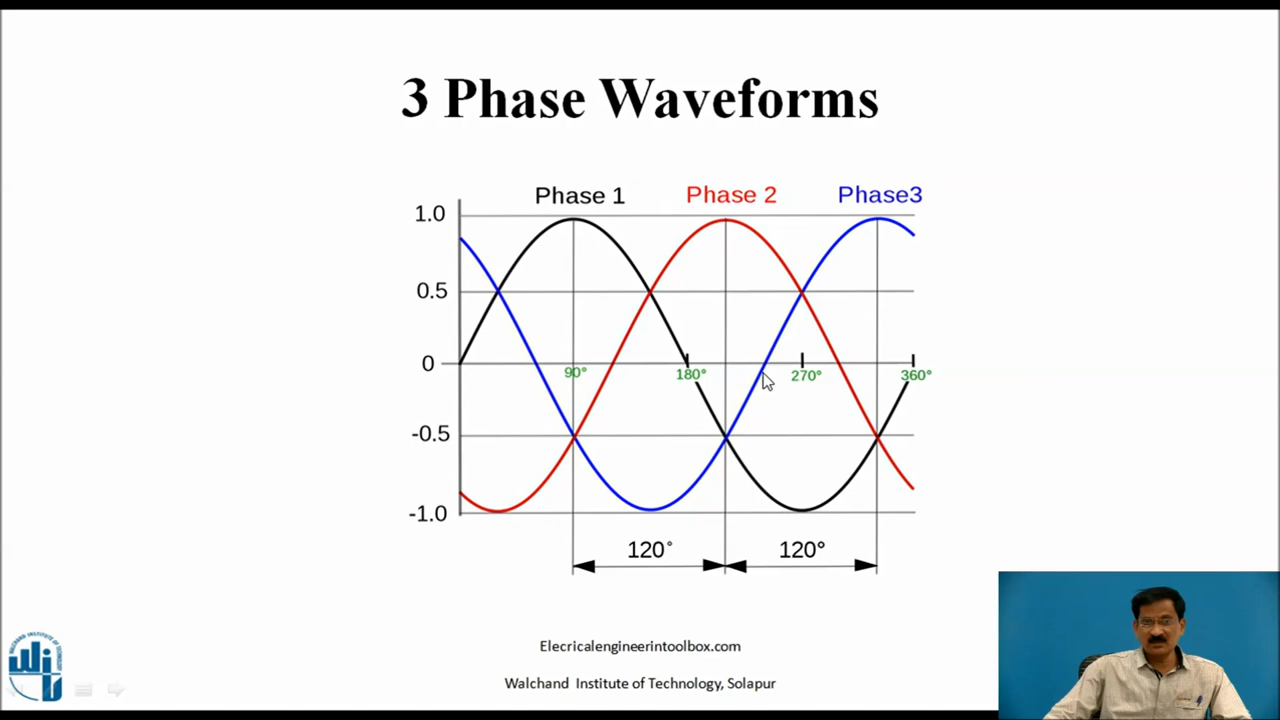 3 Phase Waveforms
Phase 1 Phase 2 Phase3
1.0
0.5
0
90° 180° 270° 360°
-0.5
-1.0
120° 120°
Elecricalengineerintoolbox.com
Walchand Institute of Technology, Solapur